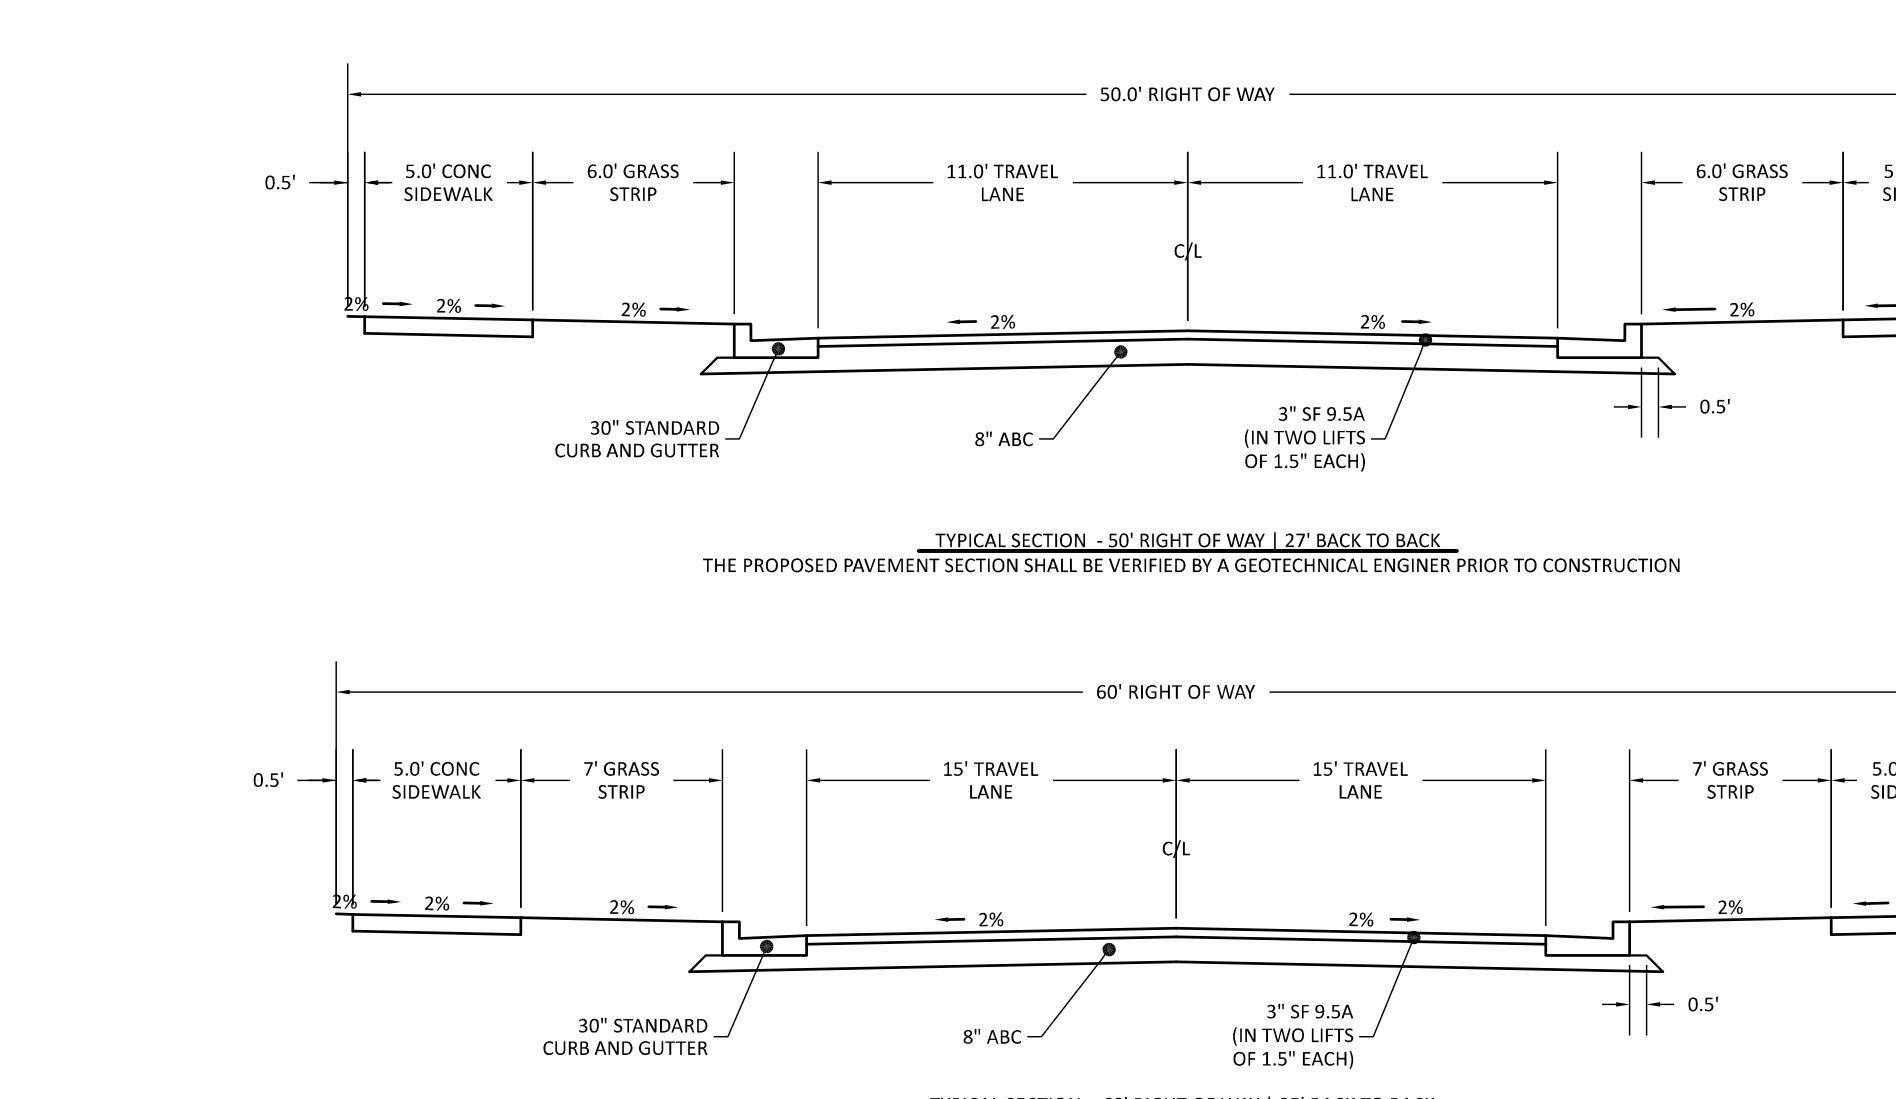 50.0' RIGHT OF WAY
0.5'
5.0' CONC
SIDEWALK
6.0' GRASS
STRIP
11.0' TRAVEL
LANE
11.0' TRAVEL
LANE
6.0' GRASS
STRIP
C/L
2%
2%
2%
2%
2%
2%
30" STANDARD
CURB AND GUTTER
8" ABC
3" SF 9.5A
(IN TWO LIFTS
OF 1.5" EACH)
0.5'
TYPICAL SECTION - 50' RIGHT OF WAY | 27' BACK TO BACK
THE PROPOSED PAVEMENT SECTION SHALL BE VERIFIED BY A GEOTECHNICAL ENGINER PRIOR TO CONSTRUCTION
60' RIGHT OF WAY
0.5'
5.0' CONC
SIDEWALK
7' GRASS
STRIP
15' TRAVEL
LANE
15' TRAVEL
LANE
7' GRASS
STRIP
5.0
SID
C/L
2%
2%
2%
2%
2%
2%
30" STANDARD
CURB AND GUTTER
8" ABC
3" SF 9.5A
(IN TWO LIFTS
OF 1.5" EACH)
0.5'